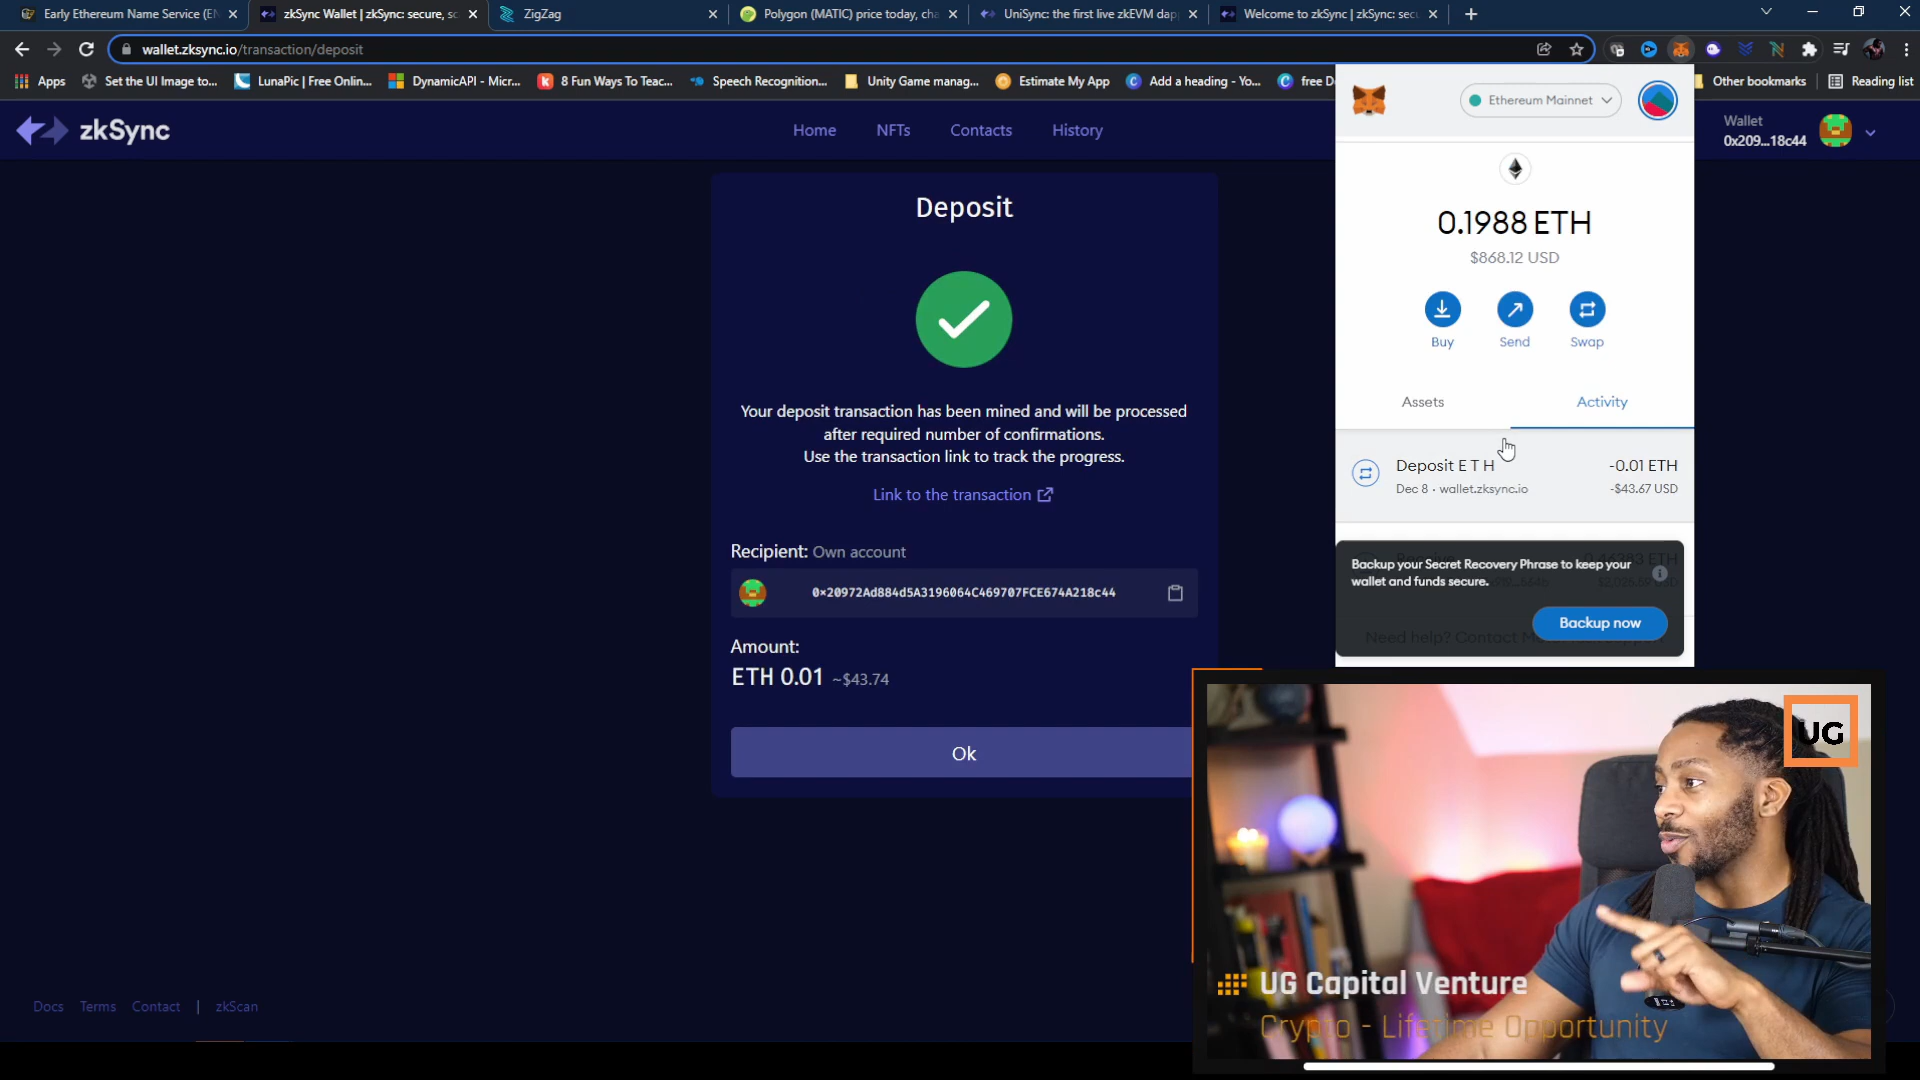 Early Ethereum Name Service (EN
zkSync Wallet | zkSync: secure, sc
ZigZag
Polygon (MATIC) price today, cha
UniSync: the first live zkEVM dap
Welcome to zkSync | zkSync: secu
wallet.zksync.io/transaction/deposit
Apps
Set the UI Image to...
LunaPic | Free Onlin...
DynamicAPI - Micr...
8 Fun Ways To Teac...
Speech Recognition...
Unity Game manag...
Estimate My App
Add a heading - Yo...
free D
Other bookmarks
Reading list
zkSync
Home
NFTs
Contacts
History
Ethereum Mainnet
Wallet
0x209...18c44
Deposit
Your deposit transaction has been mined and will be processed
after required number of confirmations.
Use the transaction link to track the progress.
Link to the transaction
Recipient: Own account
0×20972Ad884d5A3196064C469707FCE674A218c44
Amount:
ETH 0.01 ~$43.74
Ok
0.1988 ETH
$868.12 USD
Buy
Send
Swap
Assets
Activity
Deposit E T H
-0.01 ETH
Dec 8 · wallet.zksync.io
-$43.67 USD
Backup your Secret Recovery Phrase to keep your
wallet and funds secure.
Backup now
UG
UG Capital Venture
Crypto - Lifetime Opportunity
Docs
Terms
Contact
|
zkScan